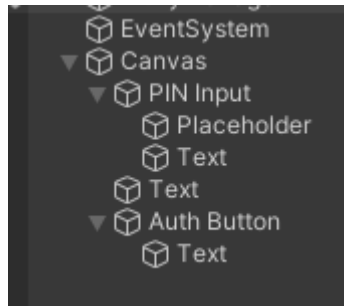 EventSystem
Canvas
PIN Input
Placeholder
Text
Text
Auth Button
Text